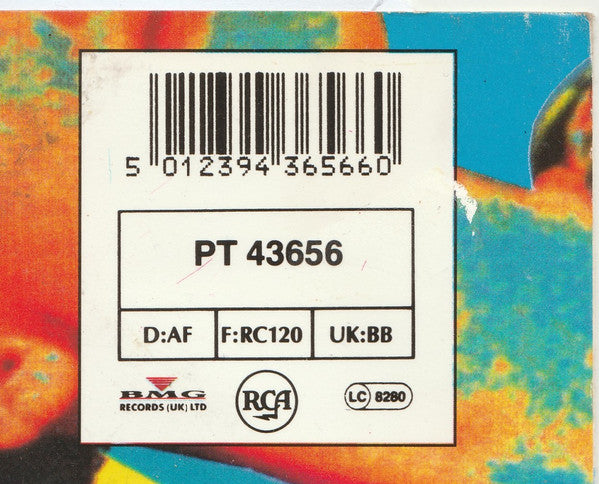 5 012394 365660
PT 43656
D:AF F:RC120 UK:BB
BMG
RECORDS (UK) LTD
RCA
LC 8280